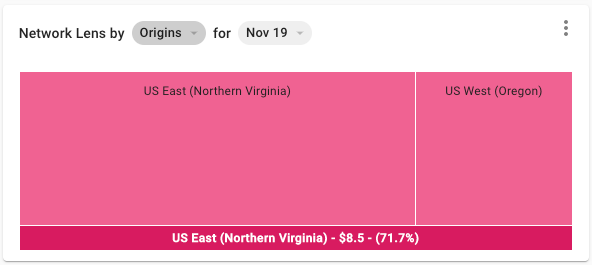 Network Lens by Origins for Nov 19
US East (Northern Virginia) US West (Oregon)
US East (Northern Virginia) - $8.5 - (71.7%)